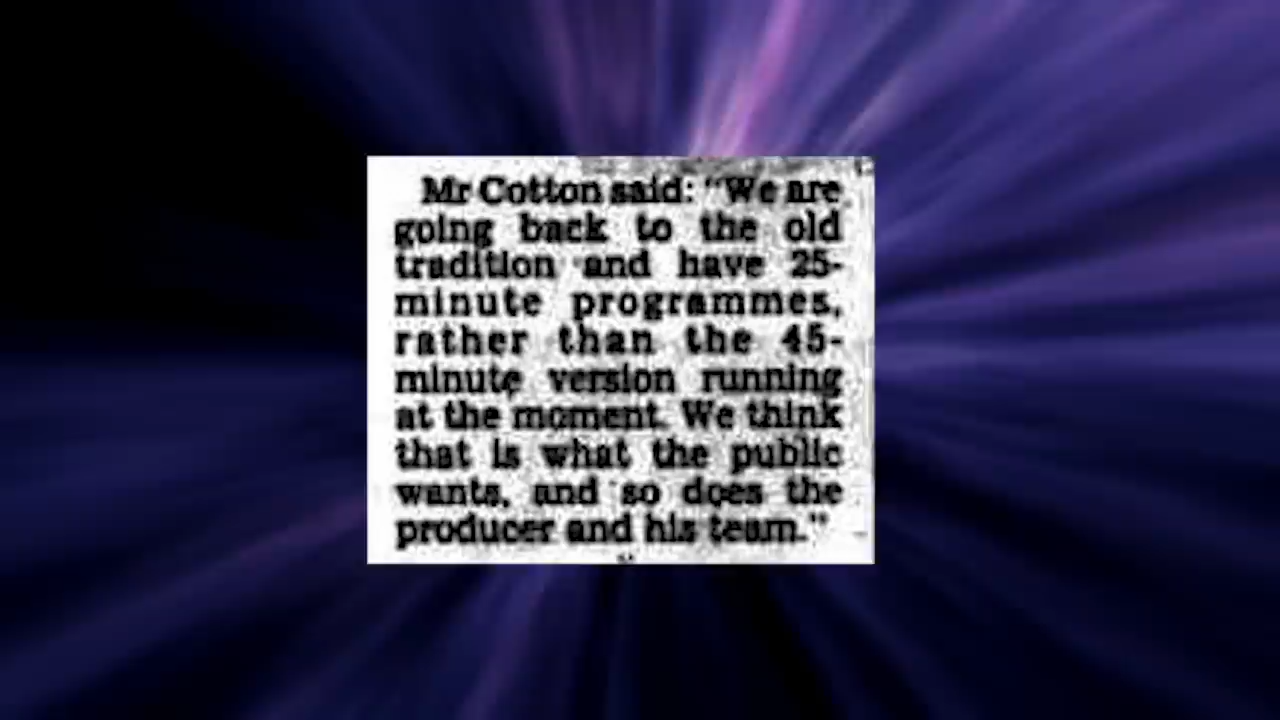 Mr Cotton said: "We are
going back to the old
tradition and have 25-
minute programmes,
rather than the 45-
minute version running
at the moment. We think
that is what the public
wants, and so does the
producer and his team."